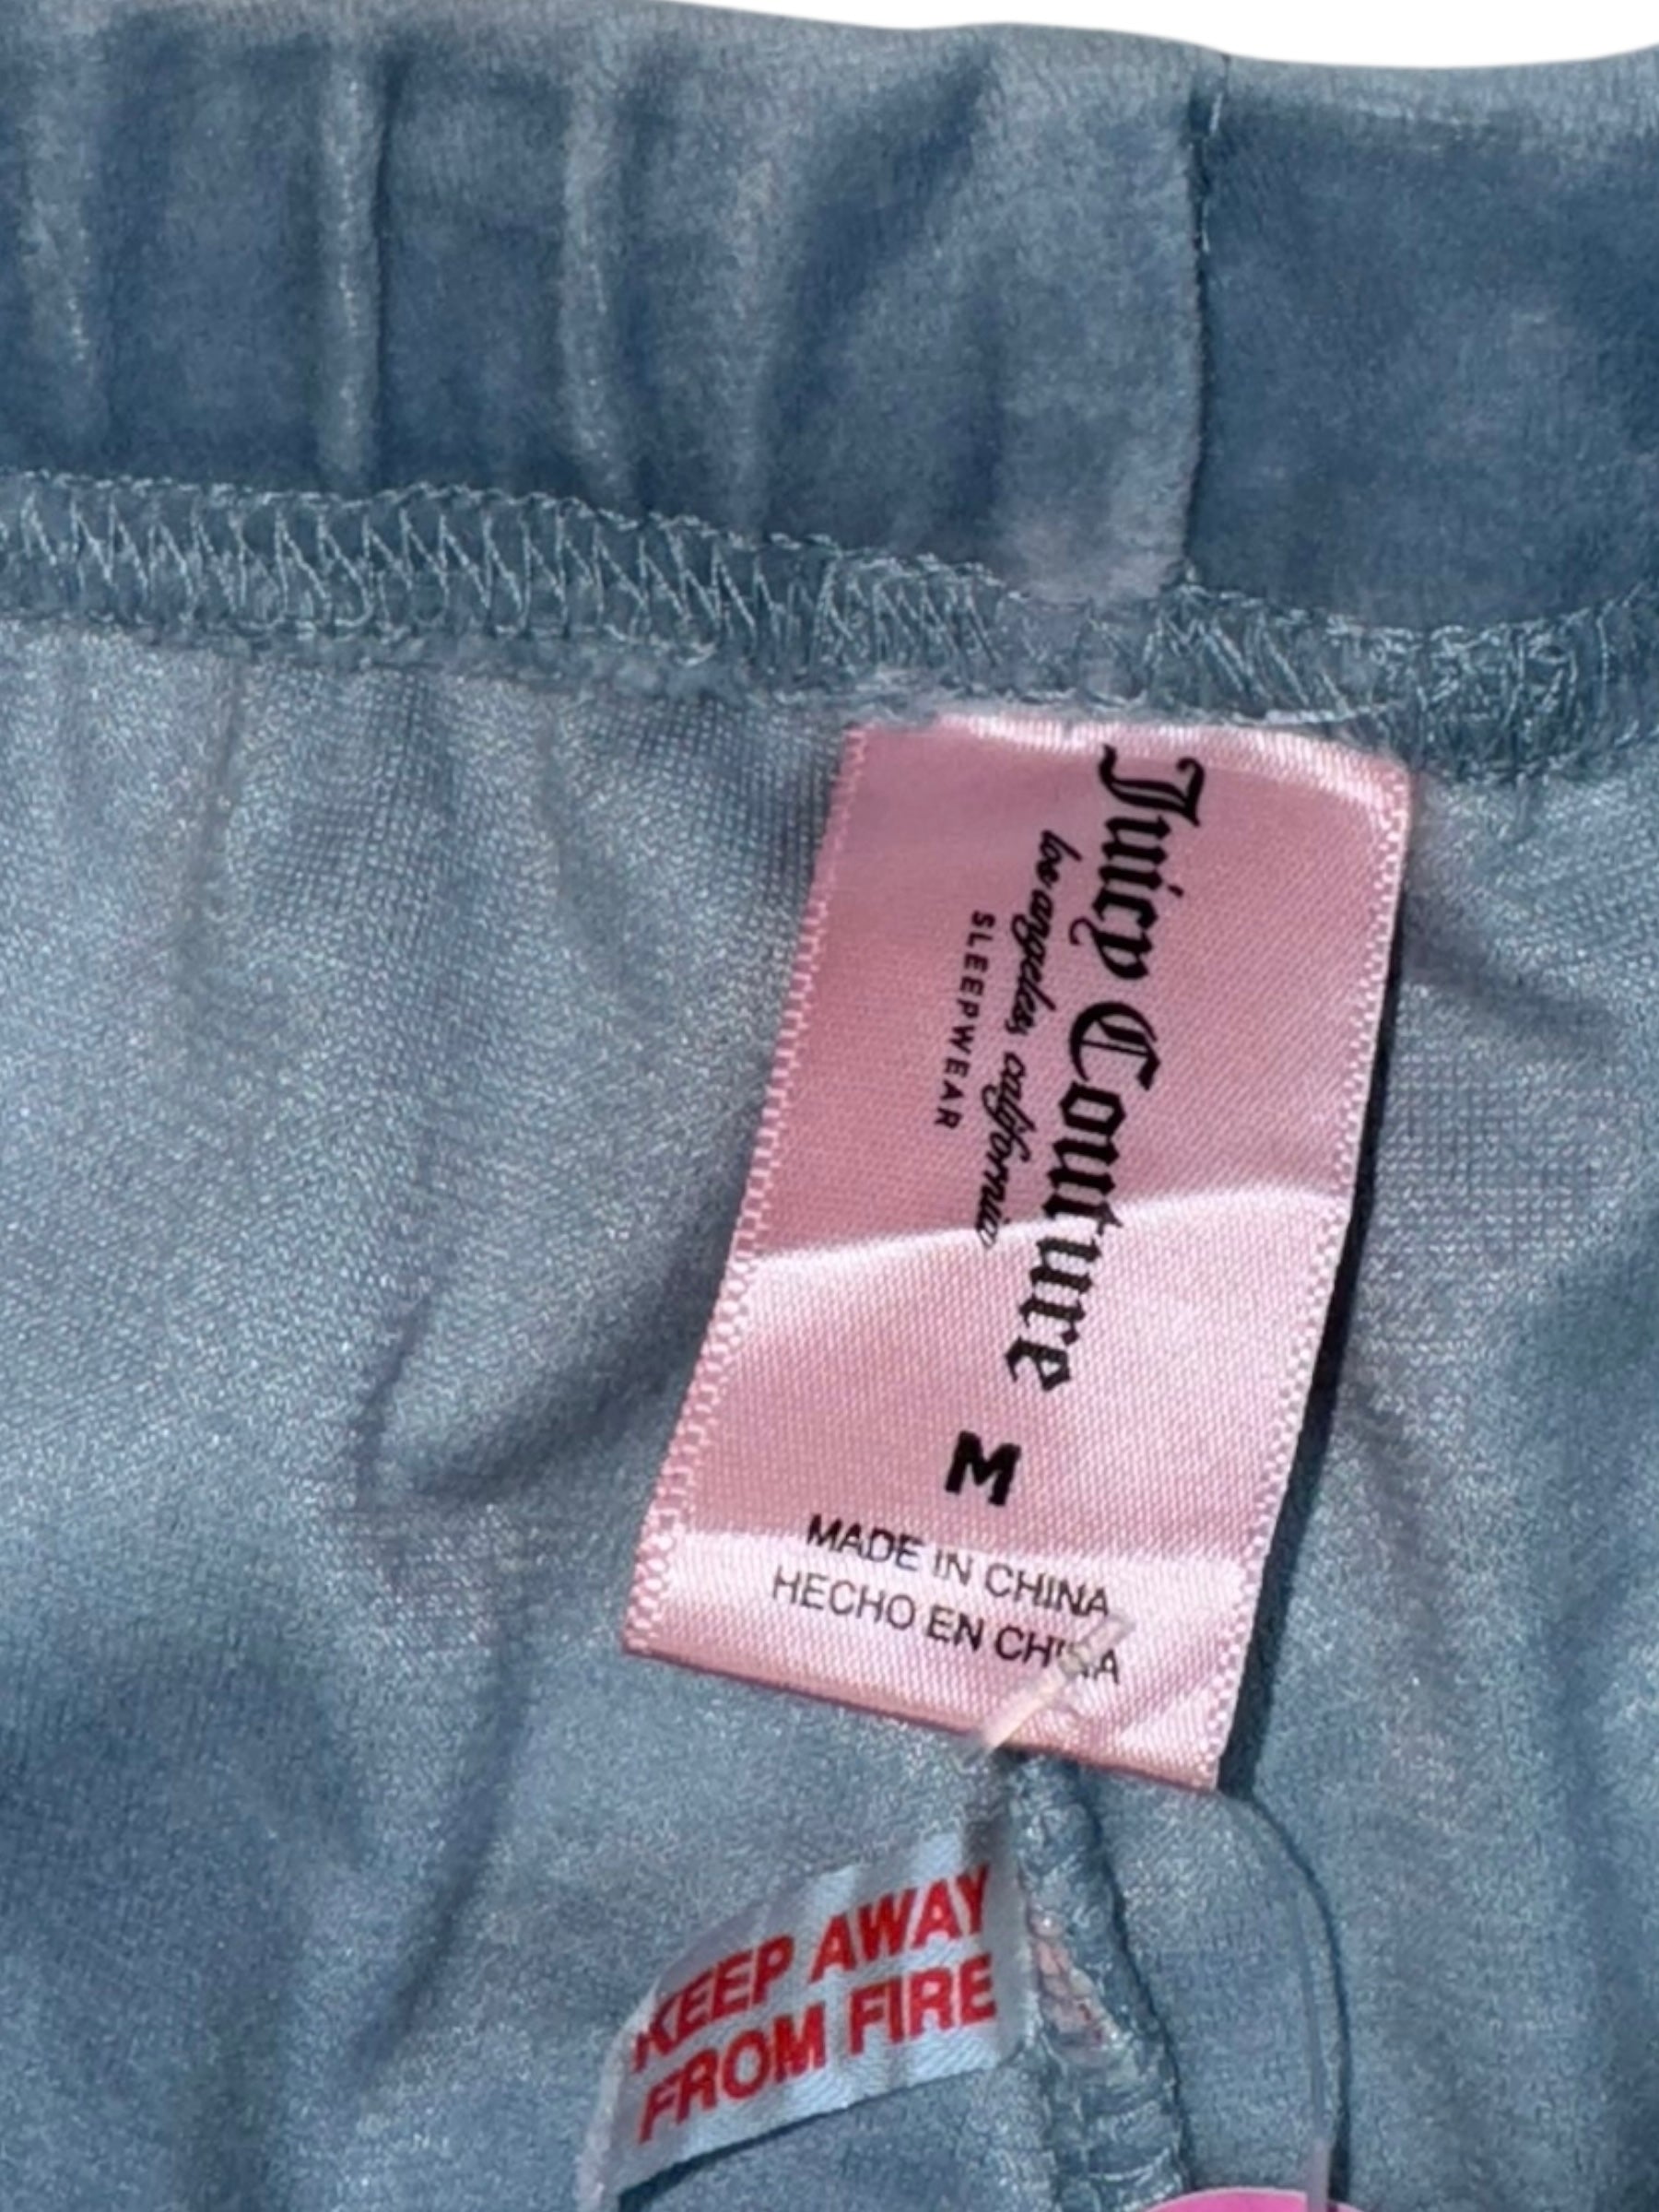 Juicy Couture
los angeles, california
SLEEPWEAR
M
MADE IN CHINA
HECHO EN CHINA
KEEP AWAY
FROM FIRE